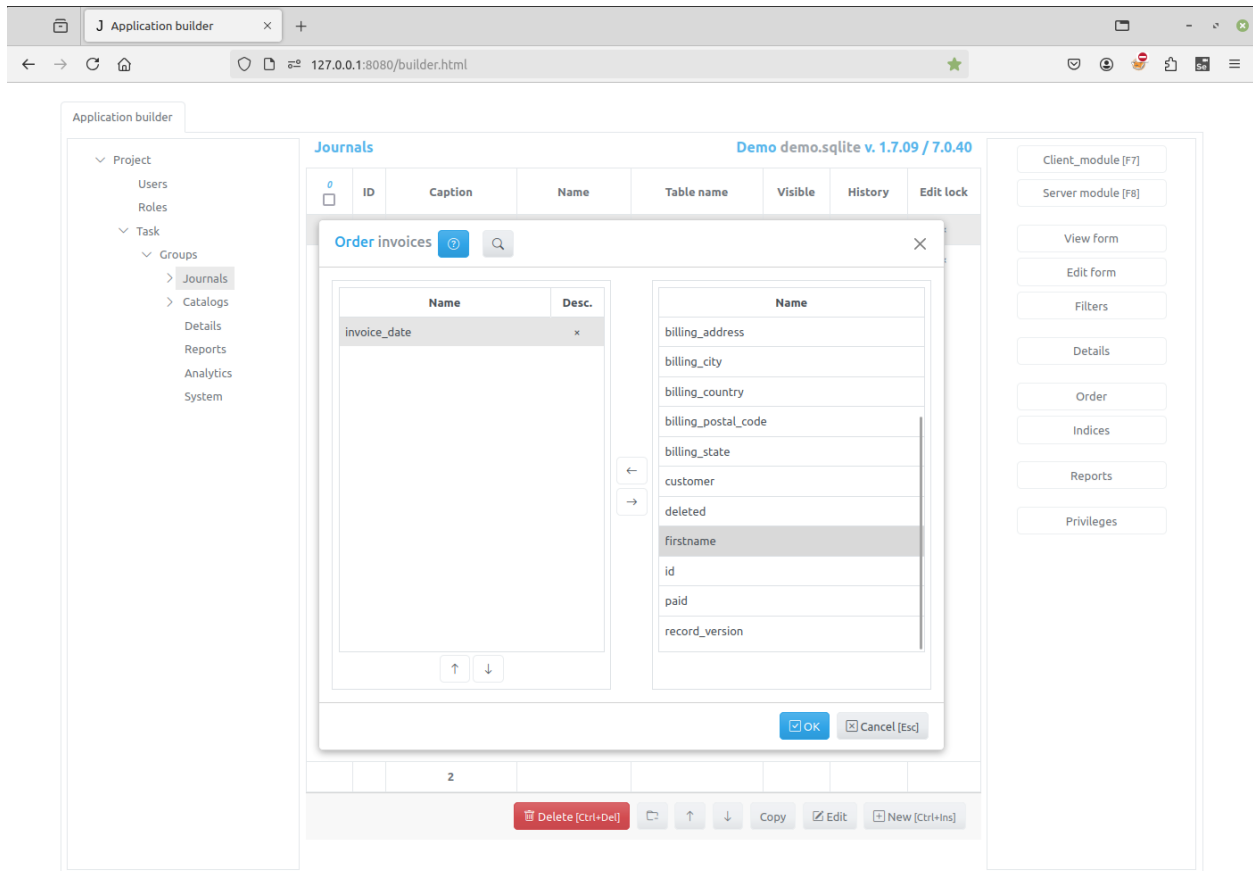 J Application builder
127.0.0.1:8080/builder.html
Application builder
Project
Users
Roles
Task
Groups
Journals
Catalogs
Details
Reports
Analytics
System
Journals Demo demo.sqlite v. 1.7.09 / 7.0.40
0 ID Caption Name Table name Visible History Edit lock
Order invoices
Name Desc.
invoice_date ×
Name
billing_address
billing_city
billing_country
billing_postal_code
billing_state
customer
deleted
firstname
id
paid
record_version
OK Cancel [Esc]
2
Delete [Ctrl+Del] Copy Edit New [Ctrl+Ins]
Client_module [F7]
Server module [F8]
View form
Edit form
Filters
Details
Order
Indices
Reports
Privileges